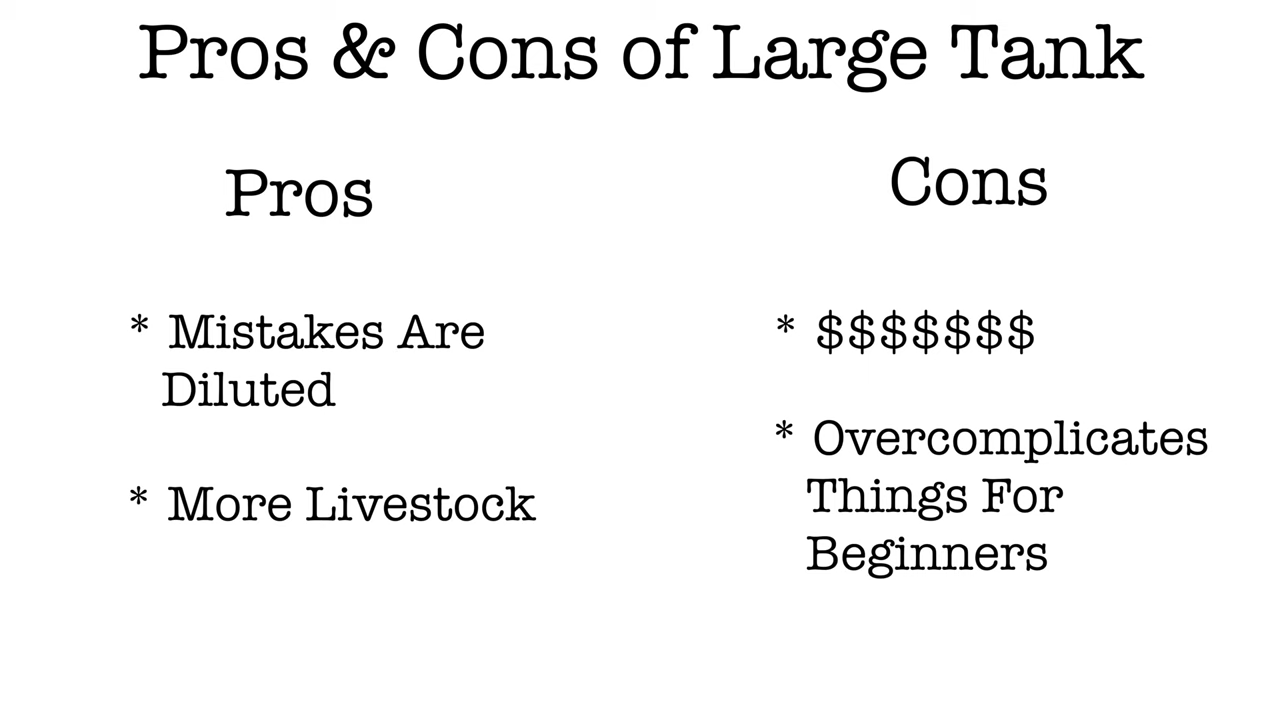 Pros & Cons of Large Tank
Pros
* Mistakes Are
Diluted
* More Livestock
Cons
* $$$$$$$
* Overcomplicates
Things For
Beginners